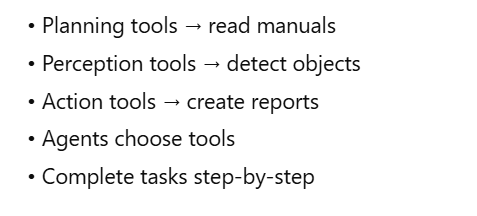 • Planning tools → read manuals
• Perception tools → detect objects
• Action tools → create reports
• Agents choose tools
• Complete tasks step-by-step